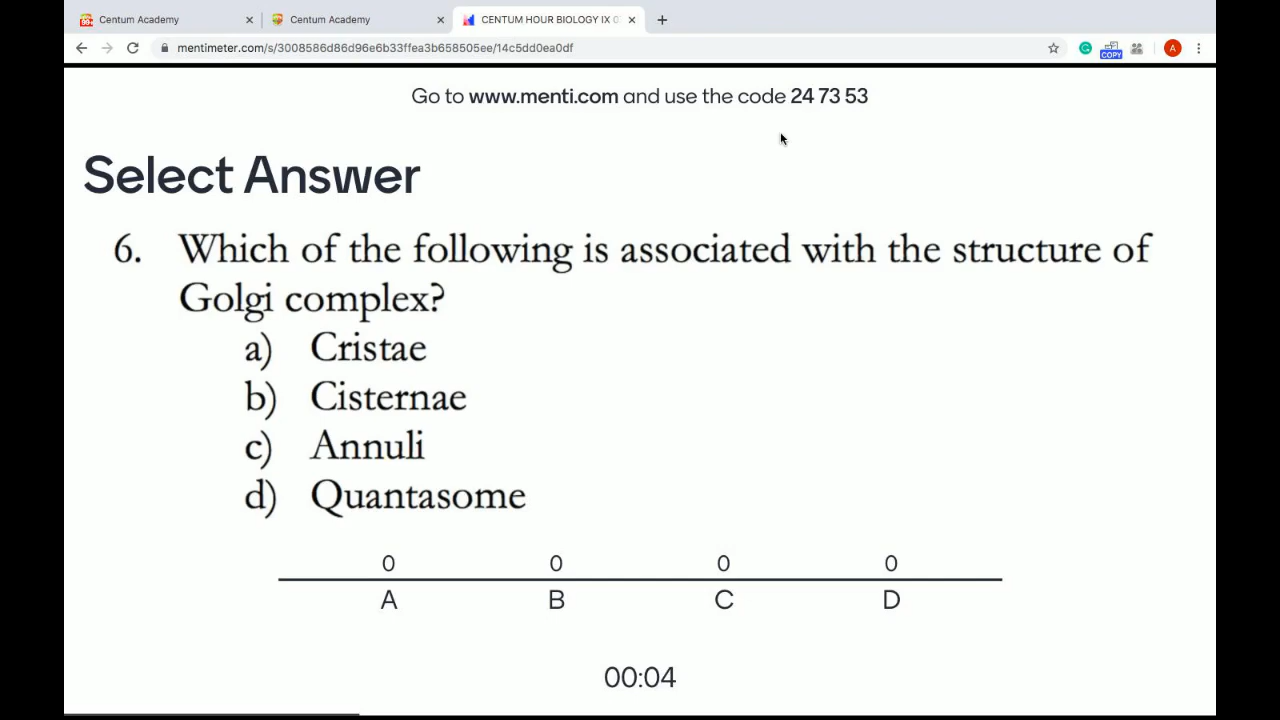 Centum Academy
Centum Academy
CENTUM HOUR BIOLOGY IX
mentimeter.com/s/3008586d86d96e6b33ffea3b658505ee/14c5dd0ea0df
COPY
A
Go to www.menti.com and use the code 24 73 53
Select Answer
6. Which of the following is associated with the structure of
Golgi complex?
a) Cristae
b) Cisternae
c) Annuli
d) Quantasome
0 0 0 0
A B C D
00:04